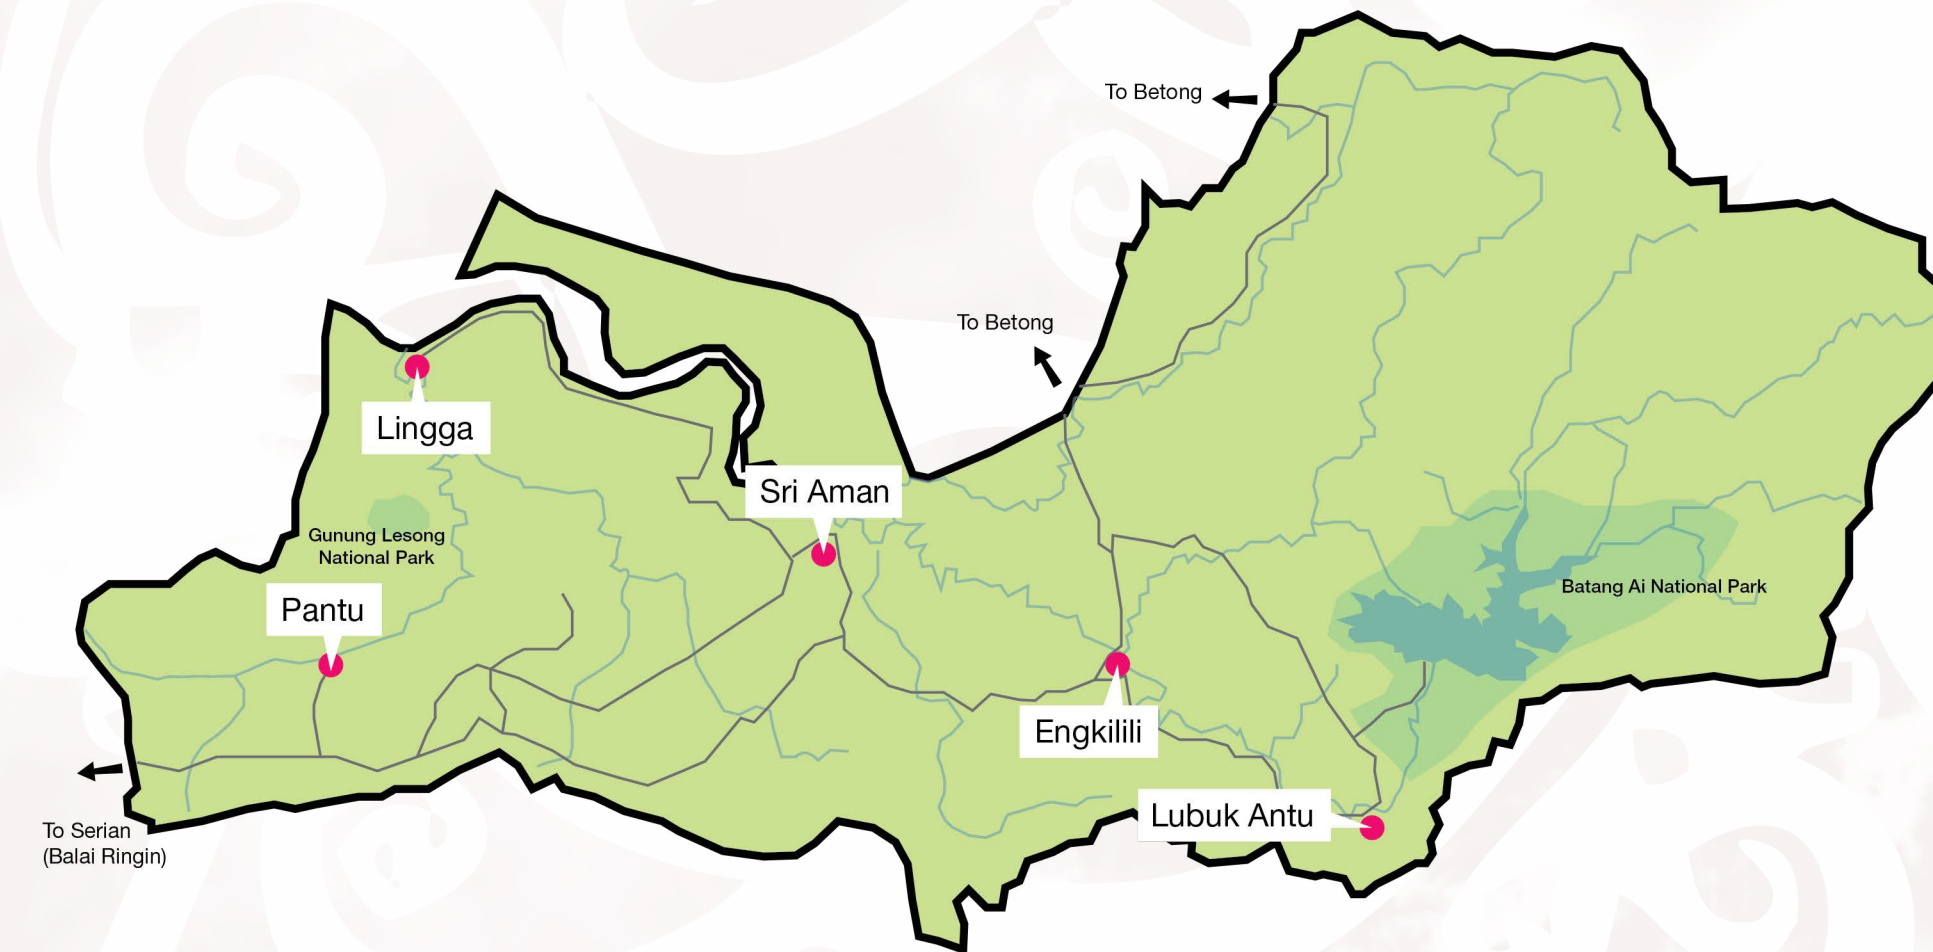 To Betong
To Betong
Lingga
Sri Aman
Gunung Lesong
National Park
Batang Ai National Park
Pantu
Engkilili
Lubuk Antu
To Serian
(Balai Ringin)